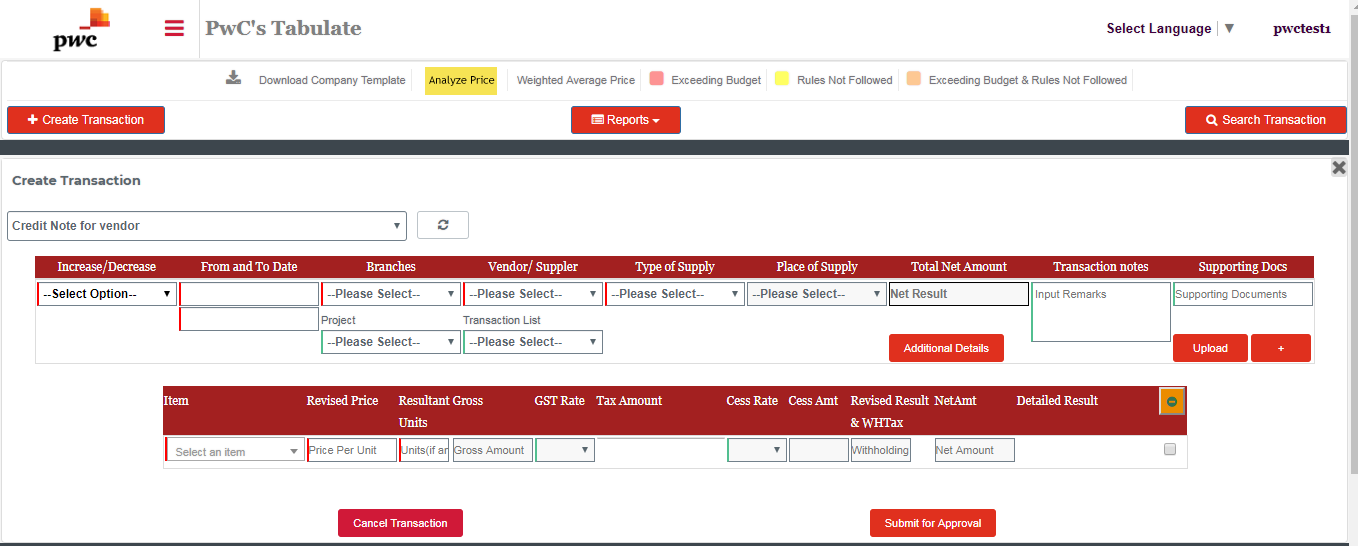 pwc
PwC's Tabulate
Select Language ▼
pwctest1
Download Company Template
Analyze Price
Weighted Average Price
Exceeding Budget
Rules Not Followed
Exceeding Budget & Rules Not Followed
+ Create Transaction
Reports
Search Transaction
Create Transaction
Credit Note for vendor
Increase/Decrease
From and To Date
Branches
Vendor/ Suppler
Type of Supply
Place of Supply
Total Net Amount
Transaction notes
Supporting Docs
--Select Option--
--Please Select--
--Please Select--
--Please Select--
--Please Select--
Net Result
Input Remarks
Supporting Documents
Project
Transaction List
--Please Select--
--Please Select--
Additional Details
Upload
+
Item
Revised Price
Resultant Gross
Units
GST Rate
Tax Amount
Cess Rate
Cess Amt
Revised Result
& WHTax
NetAmt
Detailed Result
Select an item
Price Per Unit
Units(if ar
Gross Amount
Withholding
Net Amount
Cancel Transaction
Submit for Approval